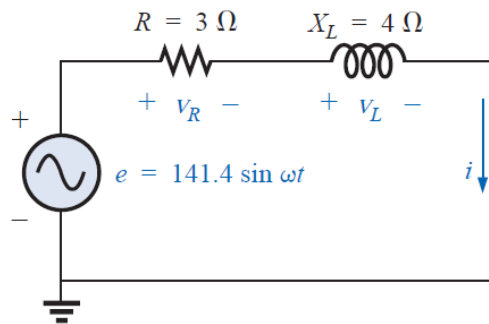 R = 3 Ω X_L = 4 Ω
+ v_R − + v_L −
+
e = 141.4 sin ωt
i
−